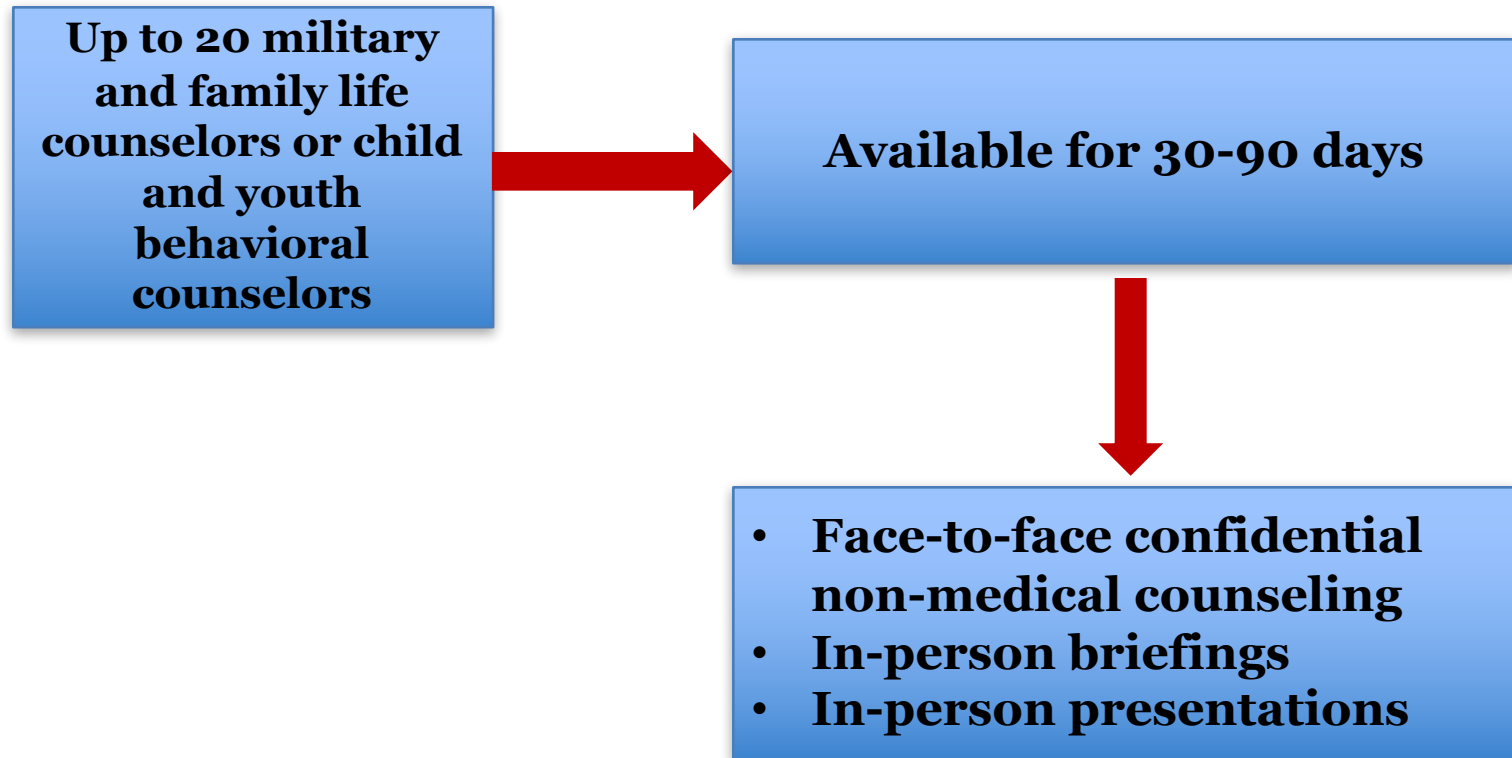 Up to 20 military
and family life
counselors or child
and youth
behavioral
counselors
Available for 30-90 days
• Face-to-face confidential
non-medical counseling
• In-person briefings
• In-person presentations